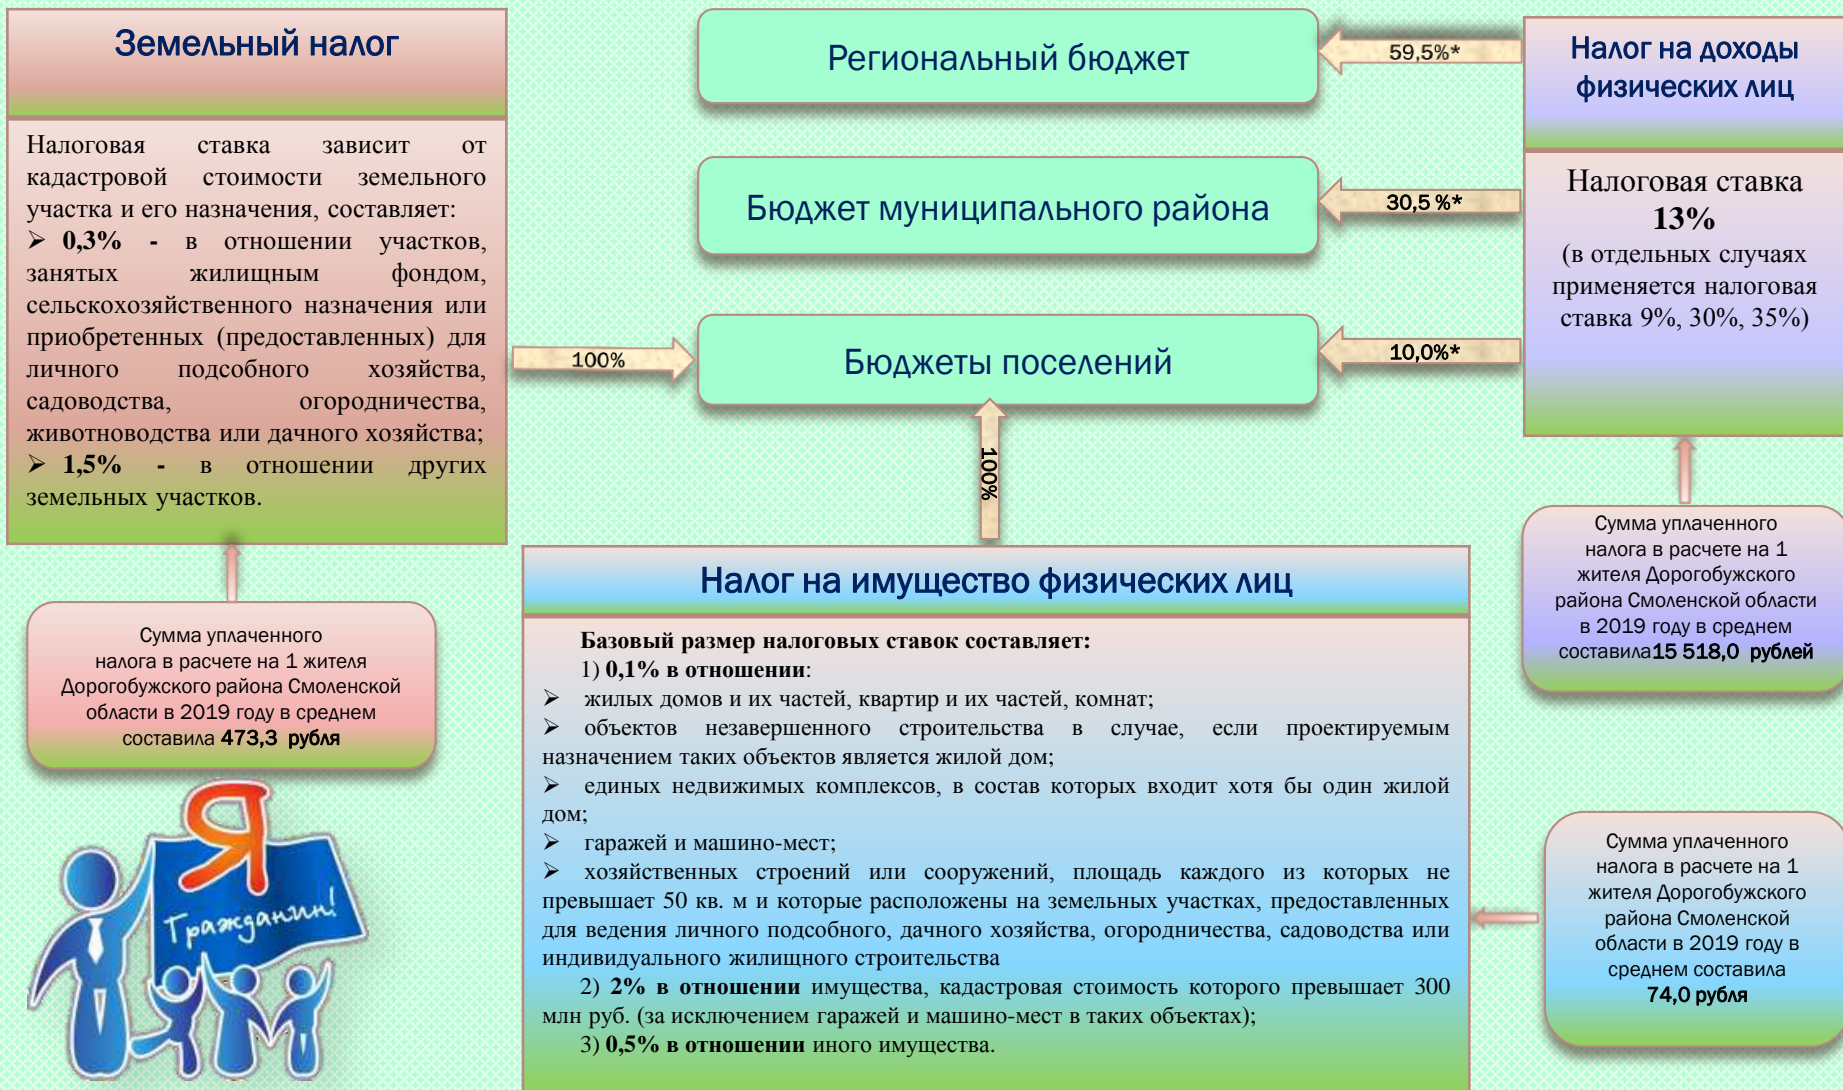 Земельный налог
Налоговая ставка зависит от
кадастровой стоимости земельного
участка и его назначения, составляет:
➢ 0,3% - в отношении участков,
занятых жилищным фондом,
сельскохозяйственного назначения или
приобретенных (предоставленных) для
личного подсобного хозяйства,
садоводства, огородничества,
животноводства или дачного хозяйства;
➢ 1,5% - в отношении других
земельных участков.
Сумма уплаченного
налога в расчете на 1 жителя
Дорогобужского района Смоленской
области в 2019 году в среднем
составила 473,3 рубля
Я
Гражданин!
Региональный бюджет
59,5%*
Бюджет муниципального района
30,5 %*
100%
Бюджеты поселений
10,0%*
100%
Налог на доходы
физических лиц
Налоговая ставка
13%
(в отдельных случаях
применяется налоговая
ставка 9%, 30%, 35%)
Сумма уплаченного
налога в расчете на 1
жителя Дорогобужского
района Смоленской области
в 2019 году в среднем
составила15 518,0 рублей
Налог на имущество физических лиц
Базовый размер налоговых ставок составляет:
1) 0,1% в отношении:
➢ жилых домов и их частей, квартир и их частей, комнат;
➢ объектов незавершенного строительства в случае, если проектируемым
назначением таких объектов является жилой дом;
➢ единых недвижимых комплексов, в состав которых входит хотя бы один жилой
дом;
➢ гаражей и машино-мест;
➢ хозяйственных строений или сооружений, площадь каждого из которых не
превышает 50 кв. м и которые расположены на земельных участках, предоставленных
для ведения личного подсобного, дачного хозяйства, огородничества, садоводства или
индивидуального жилищного строительства
2) 2% в отношении имущества, кадастровая стоимость которого превышает 300
млн руб. (за исключением гаражей и машино-мест в таких объектах);
3) 0,5% в отношении иного имущества.
Сумма уплаченного
налога в расчете на 1
жителя Дорогобужского
района Смоленской
области в 2019 году в
среднем составила
74,0 рубля